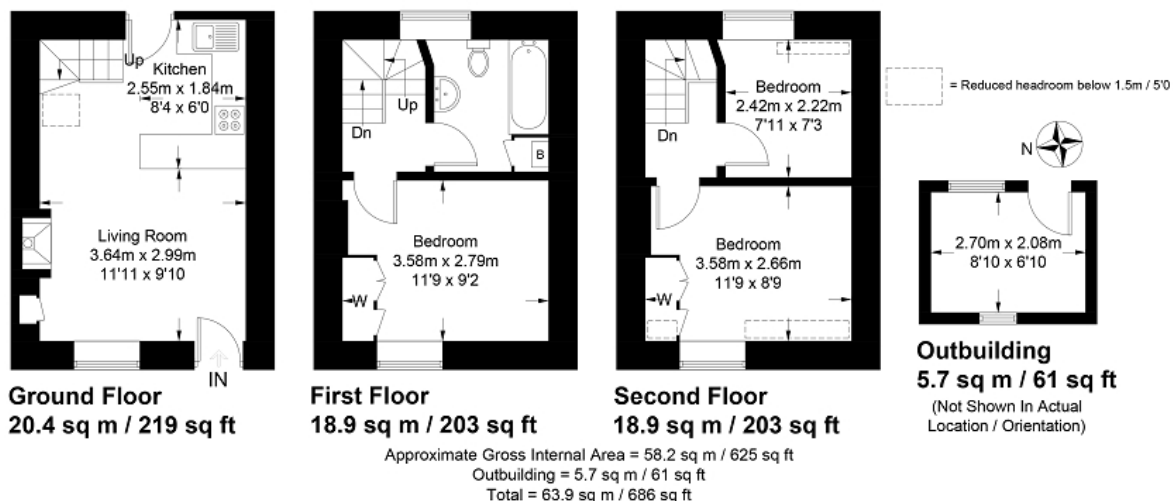 Up
Kitchen
2.55m x 1.84m
8'4 x 6'0
Living Room
3.64m x 2.99m
11'11 x 9'10
IN
Ground Floor
20.4 sq m / 219 sq ft
Up
Dn
B
Bedroom
3.58m x 2.79m
11'9 x 9'2
W
First Floor
18.9 sq m / 203 sq ft
Bedroom
2.42m x 2.22m
7'11 x 7'3
Dn
Bedroom
3.58m x 2.66m
11'9 x 8'9
W
Second Floor
18.9 sq m / 203 sq ft
= Reduced headroom below 1.5m / 5'0
N
2.70m x 2.08m
8'10 x 6'10
Outbuilding
5.7 sq m / 61 sq ft
(Not Shown In Actual
Location / Orientation)
Approximate Gross Internal Area = 58.2 sq m / 625 sq ft
Outbuilding = 5.7 sq m / 61 sq ft
Total = 63.9 sq m / 686 sq ft